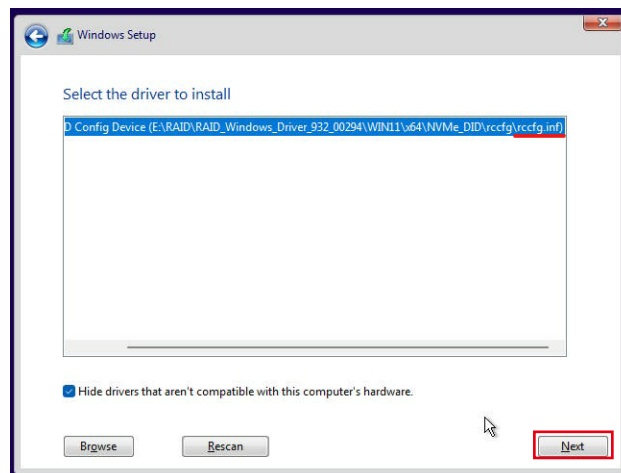 Windows Setup
Select the driver to install
D Config Device (E:\RAID\RAID_Windows_Driver_932_00294\WIN11\x64\NVMe_DID\rccfg\rccfg.inf)
Hide drivers that aren't compatible with this computer's hardware.
Browse Rescan Next